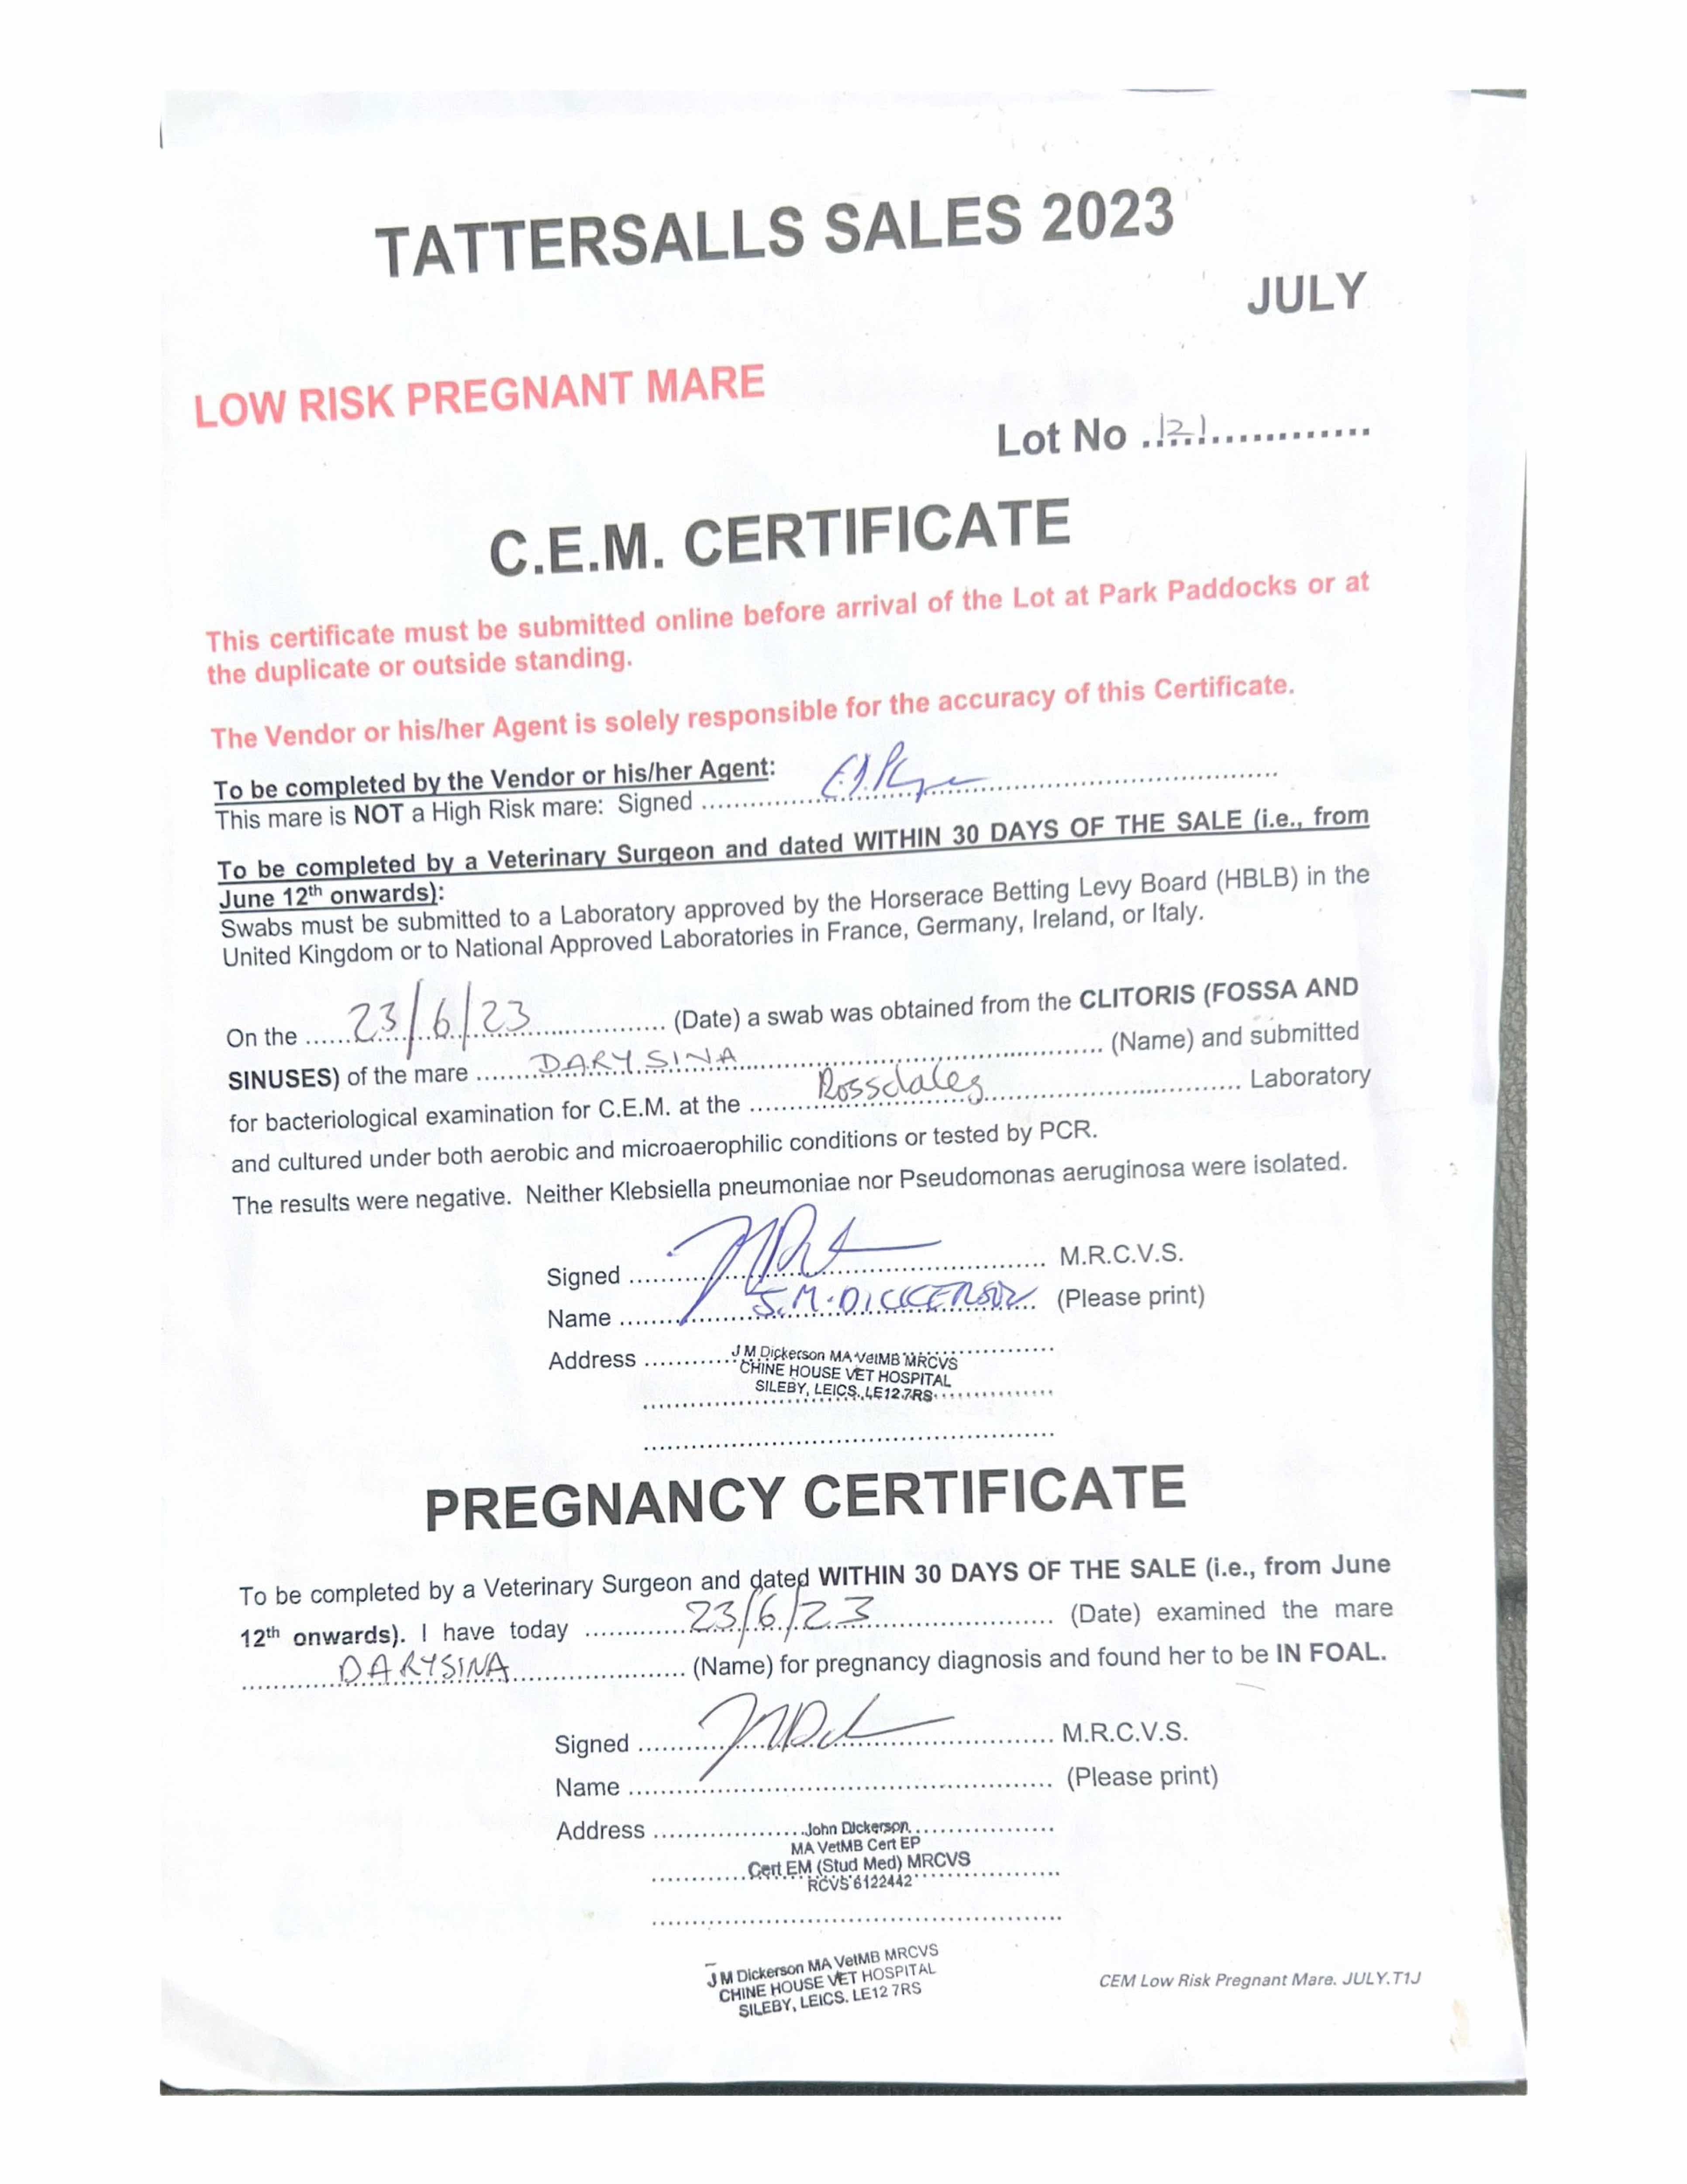 TATTERSALLS SALES 2023
JULY
LOW RISK PREGNANT MARE
Lot No ..121..............
C.E.M. CERTIFICATE
This certificate must be submitted online before arrival of the Lot at Park Paddocks or at
the duplicate or outside standing.
The Vendor or his/her Agent is solely responsible for the accuracy of this Certificate.
To be completed by the Vendor or his/her Agent:
This mare is NOT a High Risk mare: Signed
To be completed by a Veterinary Surgeon and dated WITHIN 30 DAYS OF THE SALE (i.e., from
June 12th onwards):
Swabs must be submitted to a Laboratory approved by the Horserace Betting Levy Board (HBLB) in the
United Kingdom or to National Approved Laboratories in France, Germany, Ireland, or Italy.
On the 23/6/23 (Date) a swab was obtained from the CLITORIS (FOSSA AND
SINUSES) of the mare DARYSINA (Name) and submitted
for bacteriological examination for C.E.M. at the Rossdales Laboratory
and cultured under both aerobic and microaerophilic conditions or tested by PCR.
The results were negative. Neither Klebsiella pneumoniae nor Pseudomonas aeruginosa were isolated.
Signed M.R.C.V.S.
Name J.M. DICKERSON (Please print)
Address J M Dickerson MA VetMB MRCVS
CHINE HOUSE VET HOSPITAL
SILEBY, LEICS. LE12 7RS
PREGNANCY CERTIFICATE
To be completed by a Veterinary Surgeon and dated WITHIN 30 DAYS OF THE SALE (i.e., from June
12th onwards). I have today 23/6/23 (Date) examined the mare
DARYSINA (Name) for pregnancy diagnosis and found her to be IN FOAL.
Signed M.R.C.V.S.
Name (Please print)
Address John Dickerson
MA VetMB Cert EP
Cert EM (Stud Med) MRCVS
RCVS 6122442
J M Dickerson MA VetMB MRCVS
CHINE HOUSE VET HOSPITAL
SILEBY, LEICS. LE12 7RS
CEM Low Risk Pregnant Mare. JULY.T1J